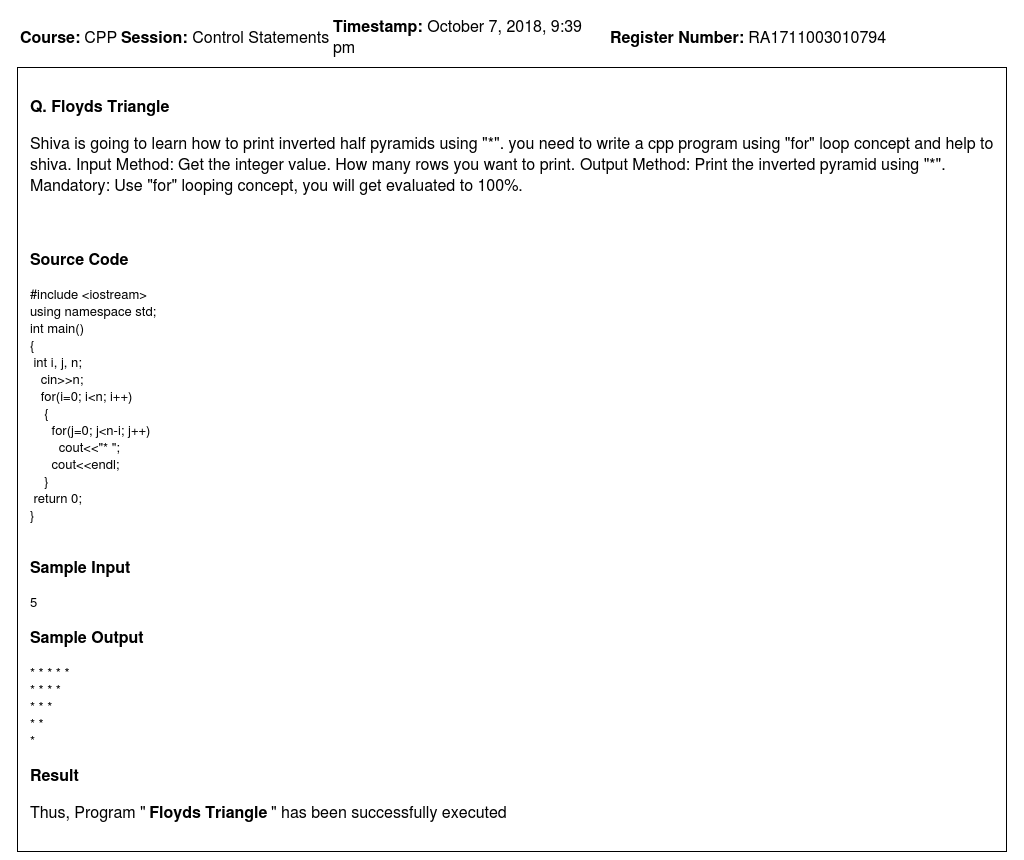 Course: CPP Session: Control Statements Timestamp: October 7, 2018, 9:39 pm Register Number: RA1711003010794
Q. Floyds Triangle
Shiva is going to learn how to print inverted half pyramids using "*". you need to write a cpp program using "for" loop concept and help to
shiva. Input Method: Get the integer value. How many rows you want to print. Output Method: Print the inverted pyramid using "*".
Mandatory: Use "for" looping concept, you will get evaluated to 100%.
Source Code
#include <iostream>
using namespace std;
int main()
{
 int i, j, n;
   cin>>n;
   for(i=0; i<n; i++)
    {
      for(j=0; j<n-i; j++)
        cout<<"* ";
      cout<<endl;
    }
 return 0;
}
Sample Input
5
Sample Output
* * * * *
* * * *
* * *
* *
*
Result
Thus, Program " Floyds Triangle " has been successfully executed